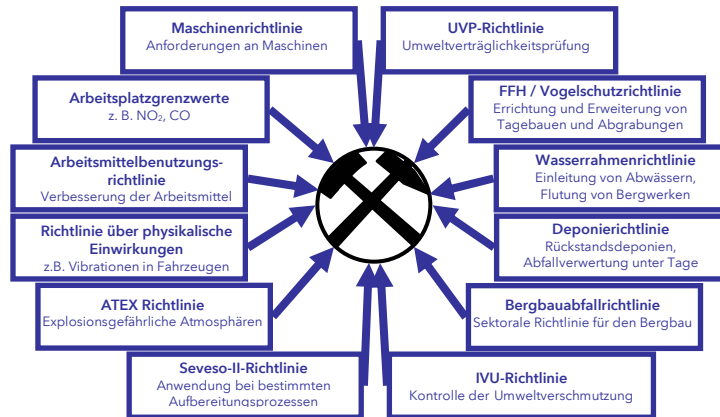 Maschinenrichtlinie
Anforderungen an Maschinen
UVP-Richtlinie
Umweltverträglichkeitsprüfung
Arbeitsplatzgrenzwerte
z. B. NO₂, CO
FFH / Vogelschutzrichtlinie
Errichtung und Erweiterung von
Tagebauen und Abgrabungen
Arbeitsmittelbenutzungs-
richtlinie
Verbesserung der Arbeitsmittel
Wasserrahmenrichtlinie
Einleitung von Abwässern,
Flutung von Bergwerken
Richtlinie über physikalische
Einwirkungen
z.B. Vibrationen in Fahrzeugen
Deponierichtlinie
Rückstandsdeponien,
Abfallverwertung unter Tage
ATEX Richtlinie
Explosionsgefährliche Atmosphären
Bergbauabfallrichtlinie
Sektorale Richtlinie für den Bergbau
Seveso-II-Richtlinie
Anwendung bei bestimmten
Aufbereitungsprozessen
IVU-Richtlinie
Kontrolle der Umweltverschmutzung